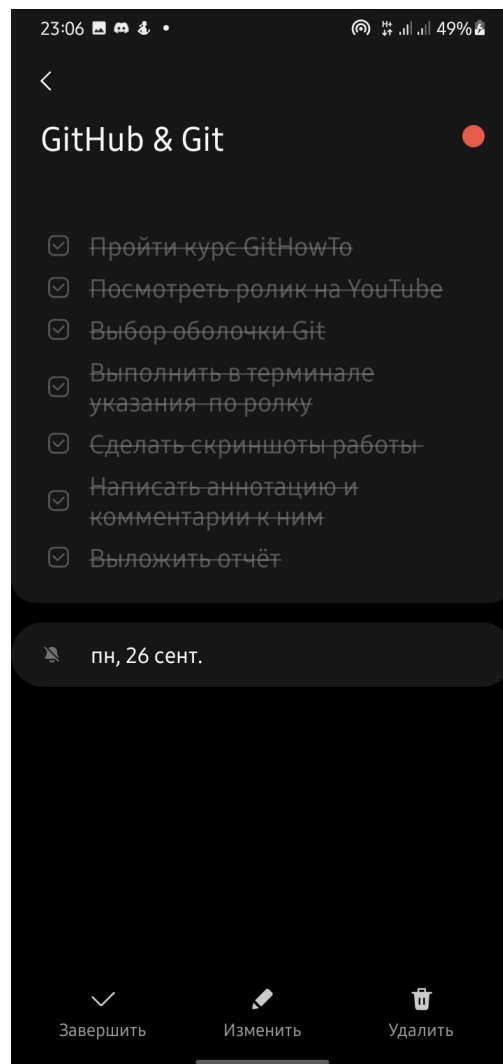 23:06 49%
GitHub & Git
Пройти курс GitHowTo
Посмотреть ролик на YouTube
Выбор оболочки Git
Выполнить в терминале
указания по ролку
Сделать скриншоты работы
Написать аннотацию и
комментарии к ним
Выложить отчёт
пн, 26 сент.
Завершить Изменить Удалить